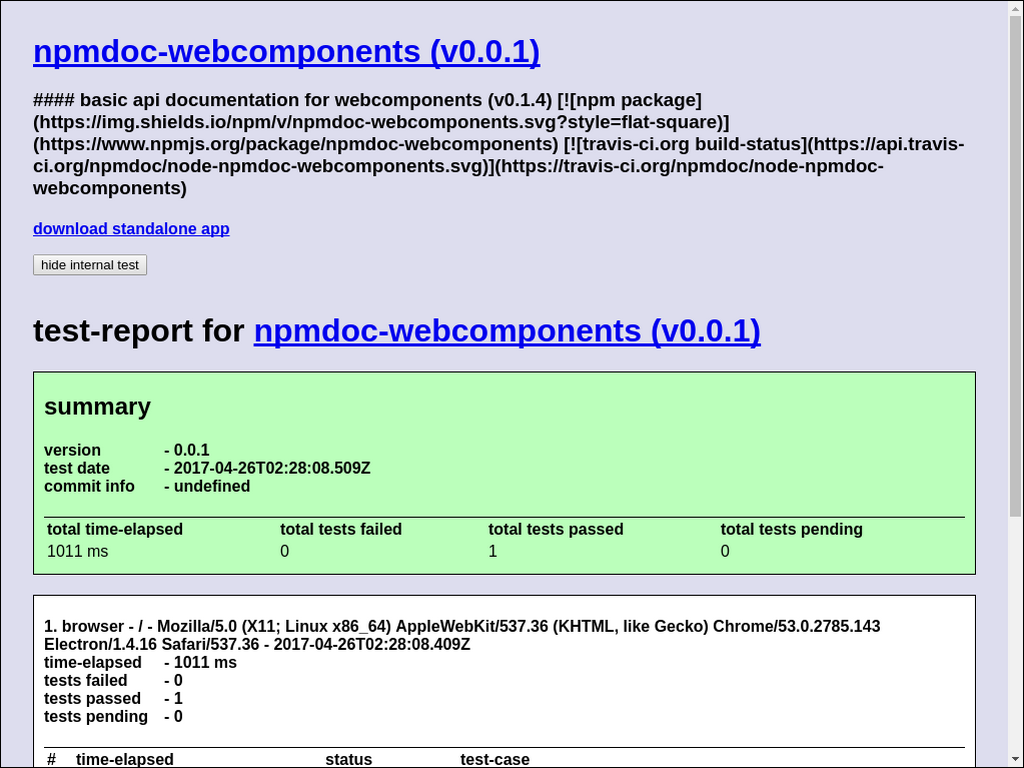 npmdoc-webcomponents (v0.0.1)
#### basic api documentation for webcomponents (v0.1.4) [![npm package]
(https://img.shields.io/npm/v/npmdoc-webcomponents.svg?style=flat-square)]
(https://www.npmjs.org/package/npmdoc-webcomponents) [![travis-ci.org build-status](https://api.travis-
ci.org/npmdoc/node-npmdoc-webcomponents.svg)](https://travis-ci.org/npmdoc/node-npmdoc-
webcomponents)
download standalone app
hide internal test
test-report for npmdoc-webcomponents (v0.0.1)
summary
version - 0.0.1
test date - 2017-04-26T02:28:08.509Z
commit info - undefined
total time-elapsed total tests failed total tests passed total tests pending
1011 ms 0 1 0
1. browser - / - Mozilla/5.0 (X11; Linux x86_64) AppleWebKit/537.36 (KHTML, like Gecko) Chrome/53.0.2785.143
Electron/1.4.16 Safari/537.36 - 2017-04-26T02:28:08.409Z
time-elapsed - 1011 ms
tests failed - 0
tests passed - 1
tests pending - 0
# time-elapsed status test-case